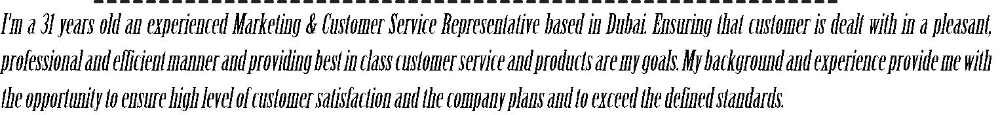 I'm a 31 years old an experienced Marketing & Customer Service Representative based in Dubai. Ensuring that customer is dealt with in a pleasant,
professional and efficient manner and providing best in class customer service and products are my goals. My background and experience provide me with
the opportunity to ensure high level of customer satisfaction and the company plans and to exceed the defined standards.